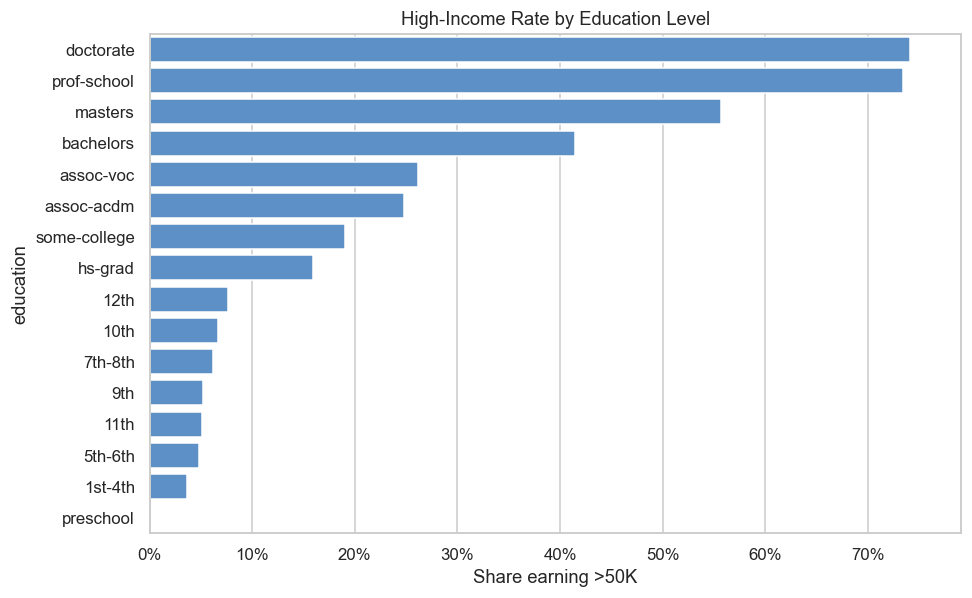 High-Income Rate by Education Level
education
doctorate
prof-school
masters
bachelors
assoc-voc
assoc-acdm
some-college
hs-grad
12th
10th
7th-8th
9th
11th
5th-6th
1st-4th
preschool
0% 10% 20% 30% 40% 50% 60% 70%
Share earning >50K